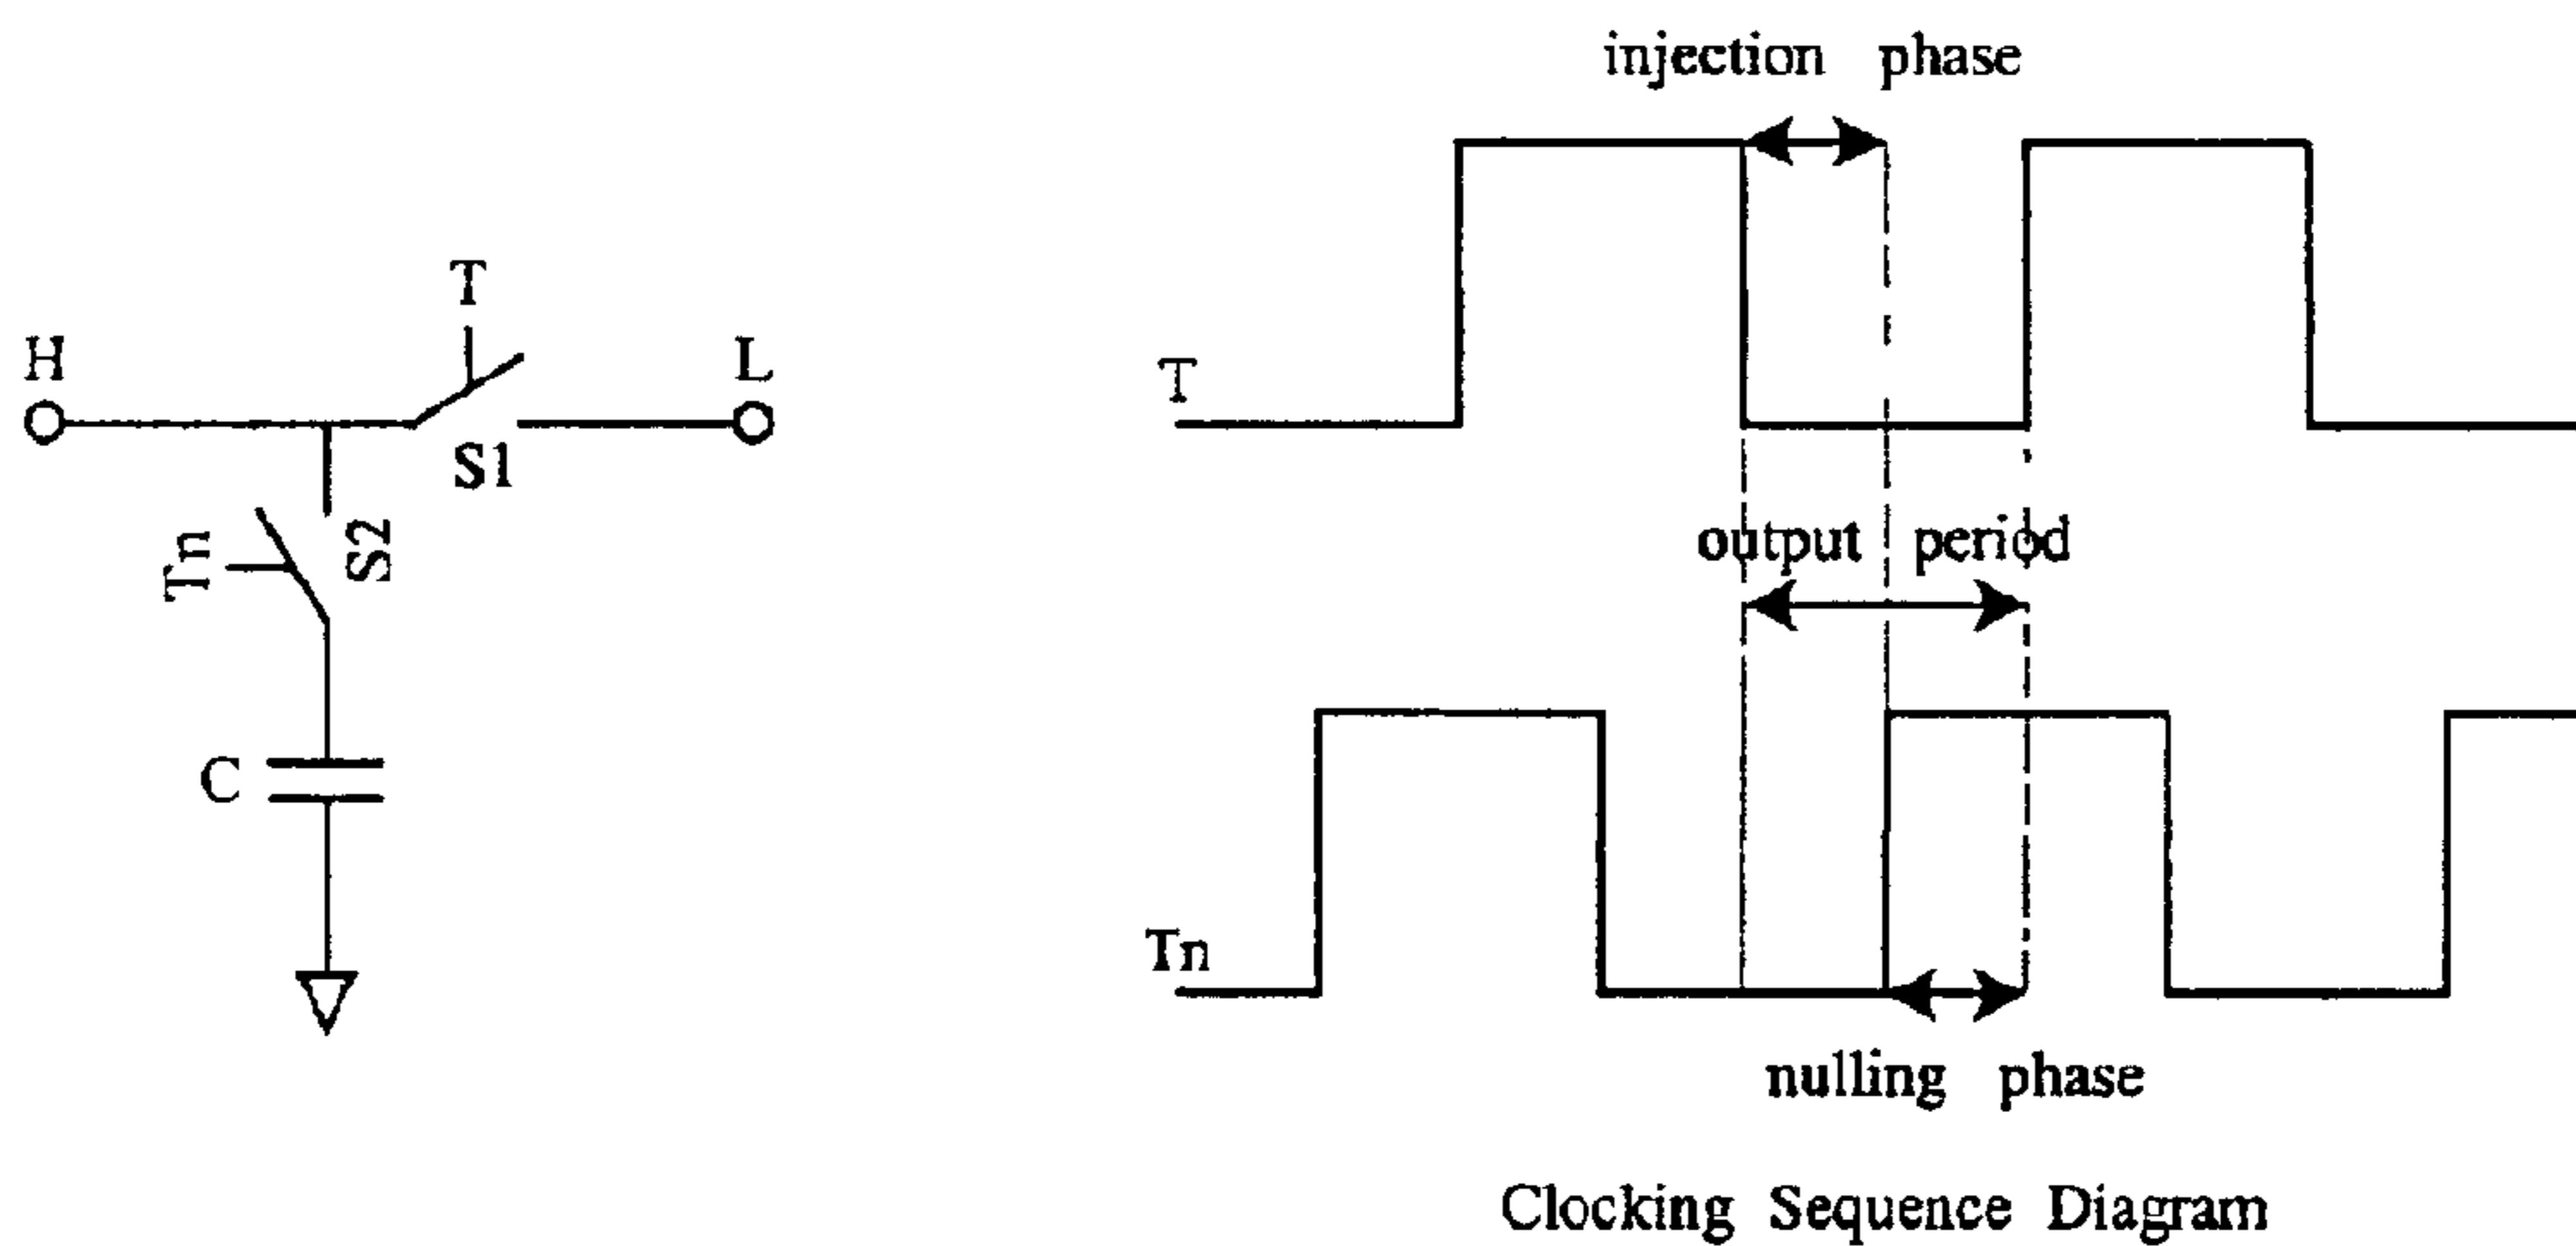 injection phase
T
H
L
S1
T
Tn
S2
output period
C
Tn
nulling phase
Clocking Sequence Diagram